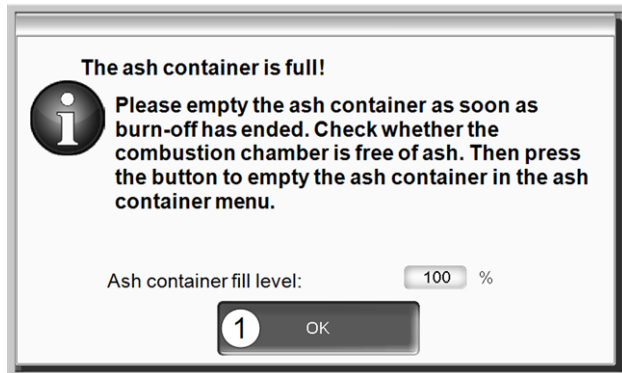 The ash container is full!
i
Please empty the ash container as soon as
burn-off has ended. Check whether the
combustion chamber is free of ash. Then press
the button to empty the ash container in the ash
container menu.
Ash container fill level: 100 %
1 OK